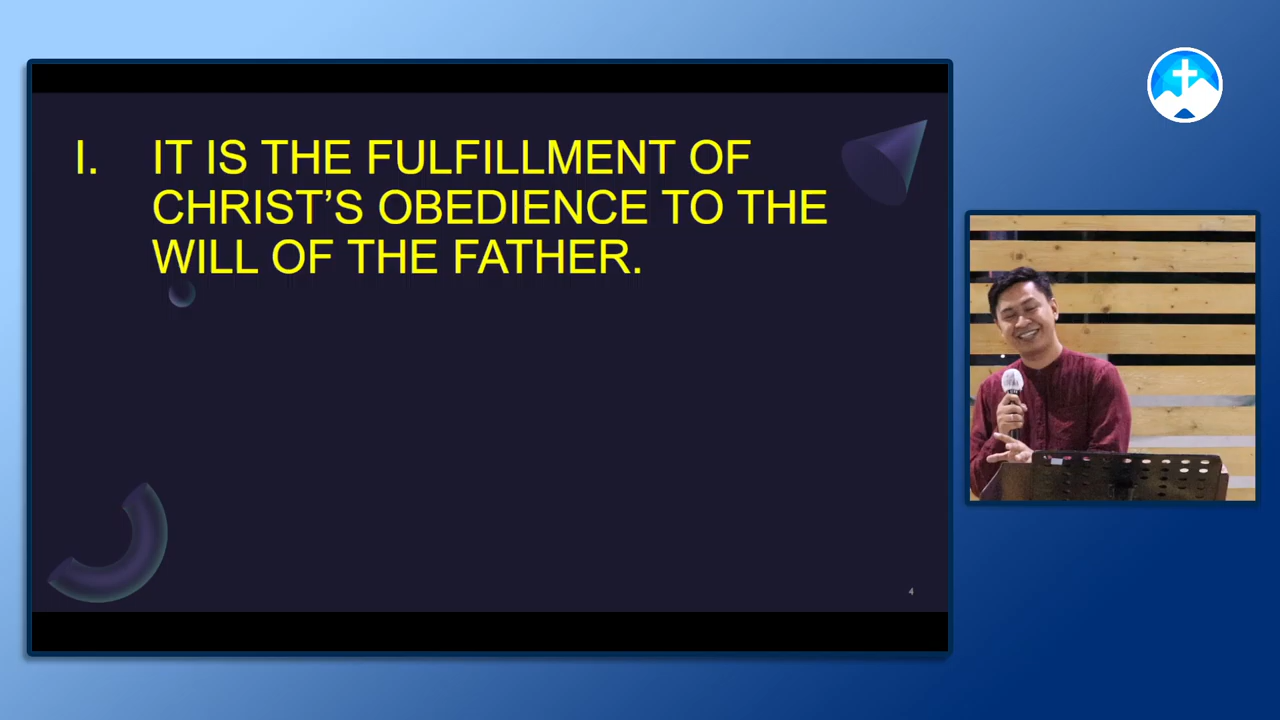 I. IT IS THE FULFILLMENT OF
CHRIST’S OBEDIENCE TO THE
WILL OF THE FATHER.
4